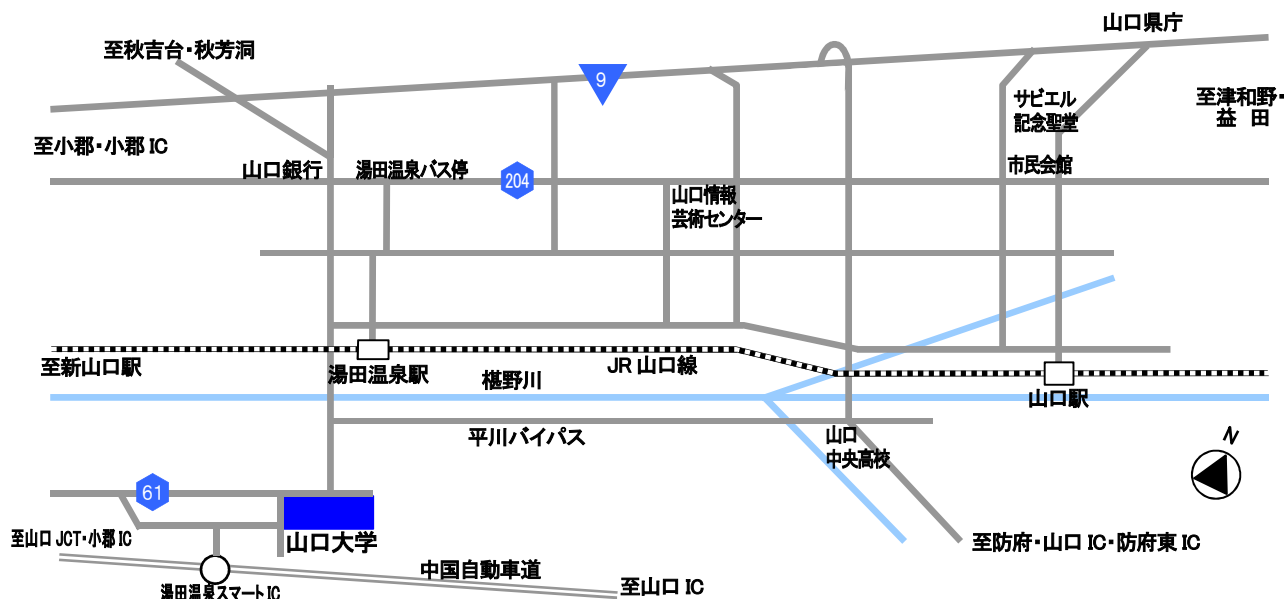 山口県庁
至秋吉台・秋芳洞
9
サビエル
記念聖堂
至津和野・
益 田
至小郡・小郡 IC
山口銀行
湯田温泉バス停
204
市民会館
山口情報
芸術センター
至新山口駅
湯田温泉駅
椹野川
JR 山口線
山口駅
平川バイパス
山口
中央高校
N
61
至山口 JCT・小郡 IC
山口大学
至防府・山口 IC・防府東 IC
中国自動車道
至山口 IC
湯田温泉スマート IC